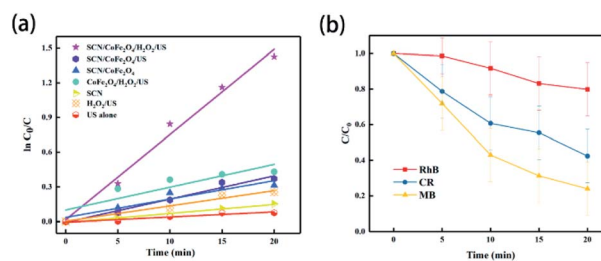 (a)
ln C₀/C
1.5
1.2
0.9
0.6
0.3
0.0
SCN/CoFe₂O₄/H₂O₂/US
SCN/CoFe₂O₄/US
SCN/CoFe₂O₄
CoFe₂O₄/H₂O₂/US
SCN
H₂O₂/US
US alone
0 5 10 15 20
Time (min)
(b)
C/C₀
1.0
0.8
0.6
0.4
0.2
0.0
RhB
CR
MB
0 5 10 15 20
Time (min)